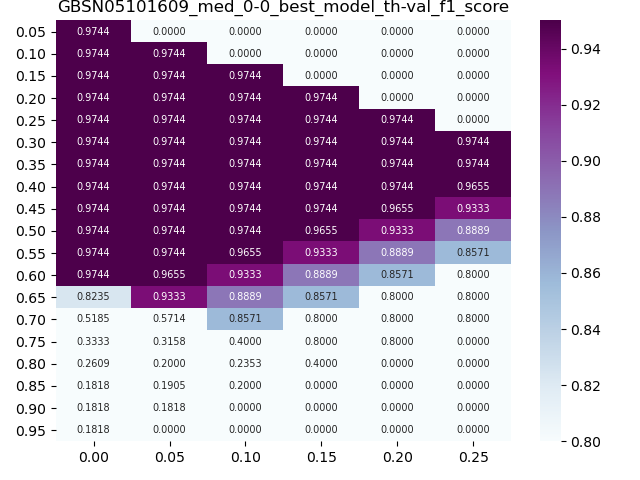 GBSN05101609_med_0-0_best_model_th-val_f1_score
0.05 0.9744 0.0000 0.0000 0.0000 0.0000 0.0000
0.10 0.9744 0.9744 0.0000 0.0000 0.0000 0.0000
0.15 0.9744 0.9744 0.9744 0.0000 0.0000 0.0000
0.20 0.9744 0.9744 0.9744 0.9744 0.0000 0.0000
0.25 0.9744 0.9744 0.9744 0.9744 0.9744 0.0000
0.30 0.9744 0.9744 0.9744 0.9744 0.9744 0.9744
0.35 0.9744 0.9744 0.9744 0.9744 0.9744 0.9744
0.40 0.9744 0.9744 0.9744 0.9744 0.9744 0.9655
0.45 0.9744 0.9744 0.9744 0.9744 0.9655 0.9333
0.50 0.9744 0.9744 0.9744 0.9655 0.9333 0.8889
0.55 0.9744 0.9744 0.9655 0.9333 0.8889 0.8571
0.60 0.9744 0.9655 0.9333 0.8889 0.8571 0.8000
0.65 0.8235 0.9333 0.8889 0.8571 0.8000 0.8000
0.70 0.5185 0.5714 0.8571 0.8000 0.8000 0.8000
0.75 0.3333 0.3158 0.4000 0.8000 0.8000 0.0000
0.80 0.2609 0.2000 0.2353 0.4000 0.0000 0.0000
0.85 0.1818 0.1905 0.2000 0.0000 0.0000 0.0000
0.90 0.1818 0.1818 0.0000 0.0000 0.0000 0.0000
0.95 0.1818 0.0000 0.0000 0.0000 0.0000 0.0000
0.00 0.05 0.10 0.15 0.20 0.25
0.94
0.92
0.90
0.88
0.86
0.84
0.82
0.80